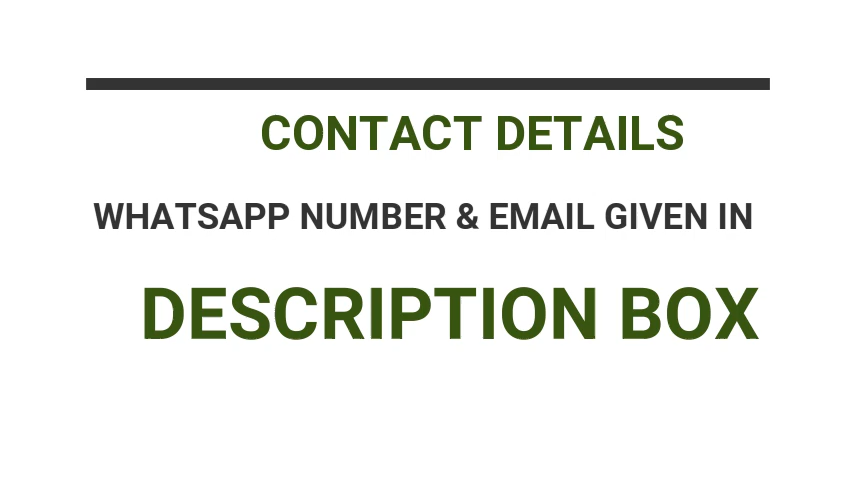 CONTACT DETAILS
WHATSAPP NUMBER & EMAIL GIVEN IN
DESCRIPTION BOX